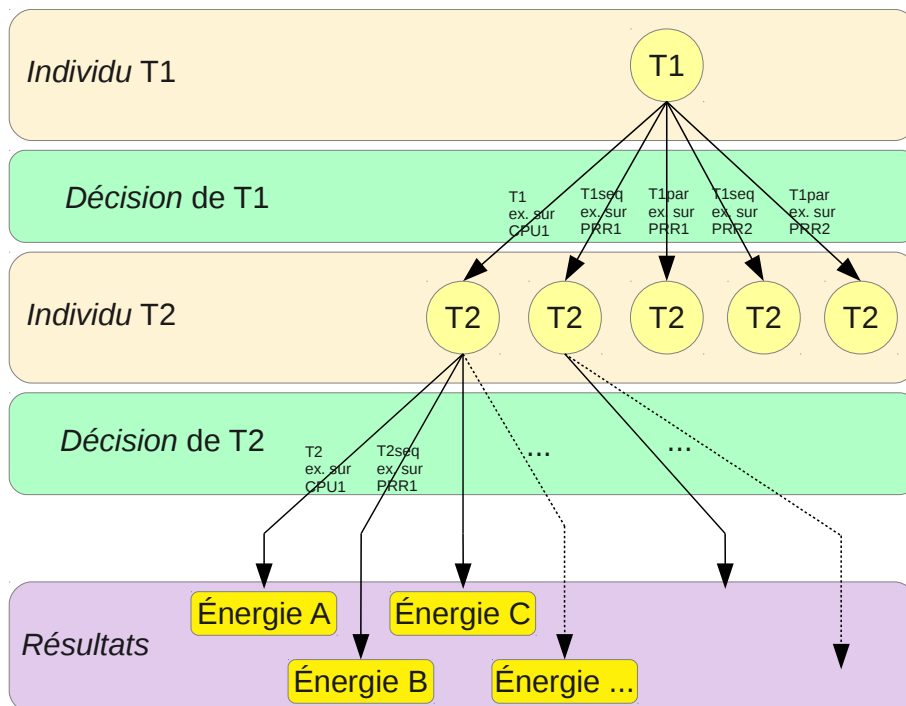 Individu T1
T1
Décision de T1
T1
ex. sur
CPU1
T1seq
ex. sur
PRR1
T1par
ex. sur
PRR1
T1seq
ex. sur
PRR2
T1par
ex. sur
PRR2
Individu T2
T2
T2
T2
T2
T2
Décision de T2
T2
ex. sur
CPU1
T2seq
ex. sur
PRR1
...
...
Résultats
Énergie A
Énergie C
Énergie B
Énergie ...